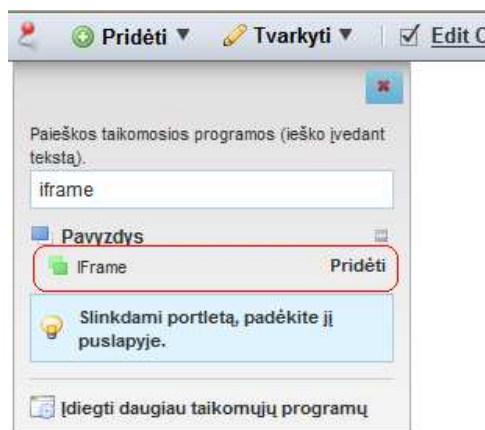 Pridėti ▼ Tvarkyti ▼ Edit C
Paieškos taikomosios programos (ieško įvedant
tekstą).
iframe
Pavyzdys
IFrame Pridėti
Slinkdami portletą, padėkite jį
puslapyje.
Įdiegti daugiau taikomųjų programų